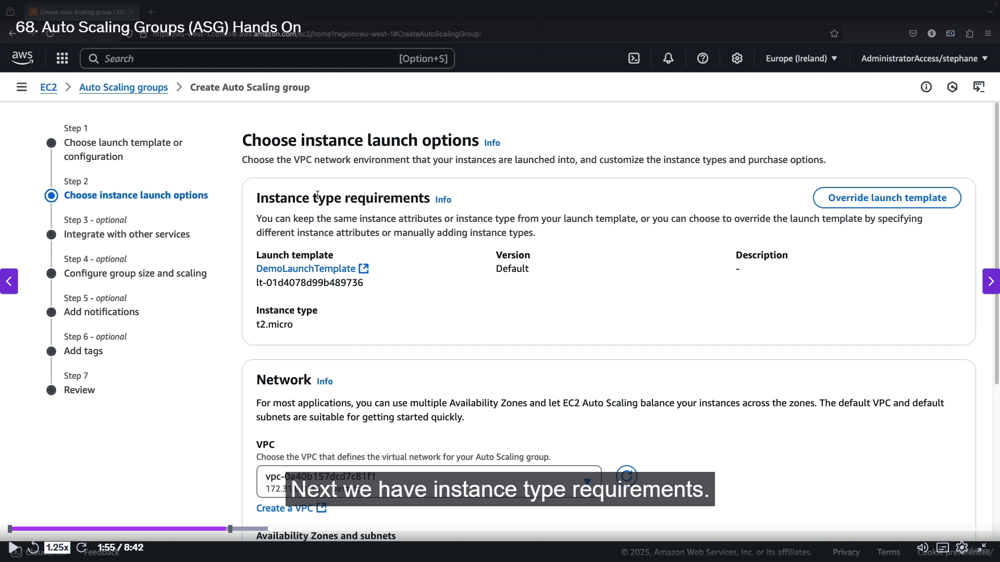 Create Auto Scaling group | EC2
68. Auto Scaling Groups (ASG) Hands On
https://eu-west-1.console.aws.amazon.com/ec2/home?region=eu-west-1#CreateAutoScalingGroup:
aws
Search
[Option+S]
Europe (Ireland)
AdministratorAccess/stephane
EC2 > Auto Scaling groups > Create Auto Scaling group
Step 1
Choose launch template or
configuration
Step 2
Choose instance launch options
Step 3 - optional
Integrate with other services
Step 4 - optional
Configure group size and scaling
Step 5 - optional
Add notifications
Step 6 - optional
Add tags
Step 7
Review
Choose instance launch options Info
Choose the VPC network environment that your instances are launched into, and customize the instance types and purchase options.
Instance type requirements Info
Override launch template
You can keep the same instance attributes or instance type from your launch template, or you can choose to override the launch template by specifying
different instance attributes or manually adding instance types.
Launch template
DemoLaunchTemplate
lt-01d4078d99b489736
Version
Default
Description
-
Instance type
t2.micro
Network Info
For most applications, you can use multiple Availability Zones and let EC2 Auto Scaling balance your instances across the zones. The default VPC and default
subnets are suitable for getting started quickly.
VPC
Choose the VPC that defines the virtual network for your Auto Scaling group.
vpc-0a40b157dcd7c81f1
172.31
Next we have instance type requirements.
Create a VPC
Availability Zones and subnets
1.25x
1:55 / 8:42
CloudShell
Feedback
© 2025, Amazon Web Services, Inc. or its affiliates.
Privacy
Terms
Cookie preferences